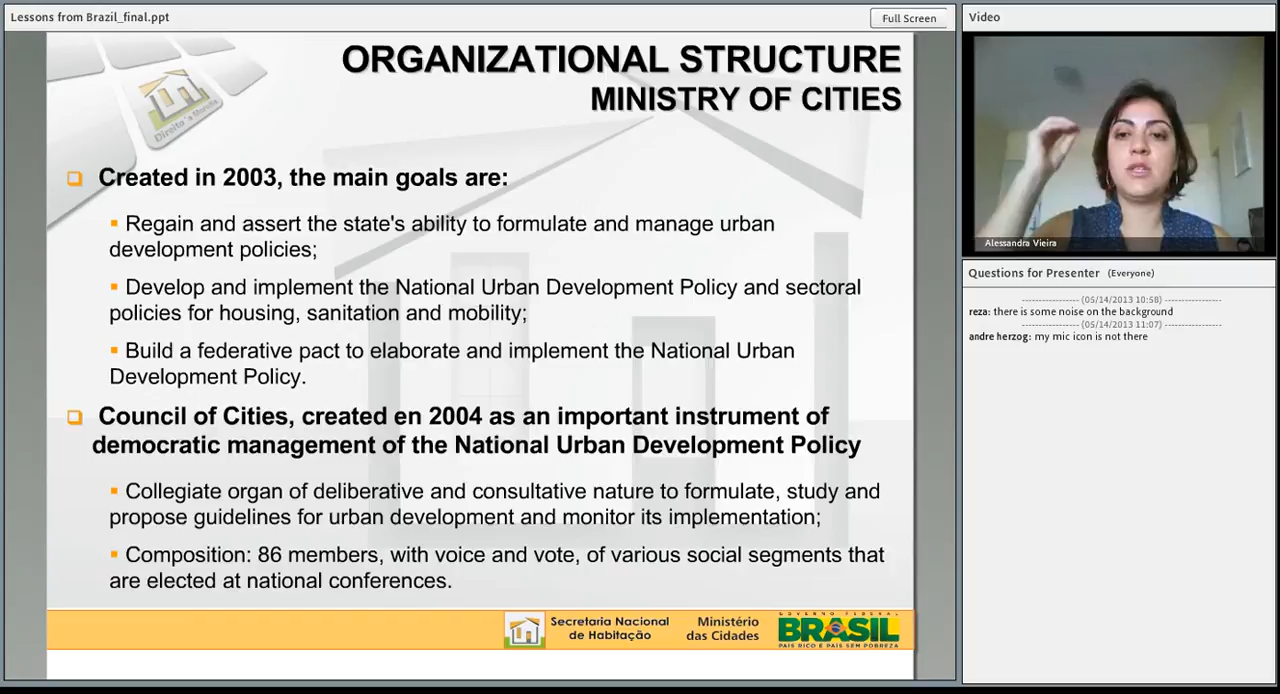 Lessons from Brazil_final.ppt
Full Screen
ORGANIZATIONAL STRUCTURE
MINISTRY OF CITIES
Direito à Moradia
Created in 2003, the main goals are:
Regain and assert the state's ability to formulate and manage urban
development policies;
Develop and implement the National Urban Development Policy and sectoral
policies for housing, sanitation and mobility;
Build a federative pact to elaborate and implement the National Urban
Development Policy.
Council of Cities, created en 2004 as an important instrument of
democratic management of the National Urban Development Policy
Collegiate organ of deliberative and consultative nature to formulate, study and
propose guidelines for urban development and monitor its implementation;
Composition: 86 members, with voice and vote, of various social segments that
are elected at national conferences.
Secretaria Nacional
de Habitação
Ministério
das Cidades
GOVERNO FEDERAL
BRASIL
PAÍS RICO É PAÍS SEM POBREZA
Video
Alessandra Vieira
Questions for Presenter (Everyone)
------------------ (05/14/2013 10:58) ------------------
reza: there is some noise on the background
------------------ (05/14/2013 11:07) ------------------
andre herzog: my mic icon is not there